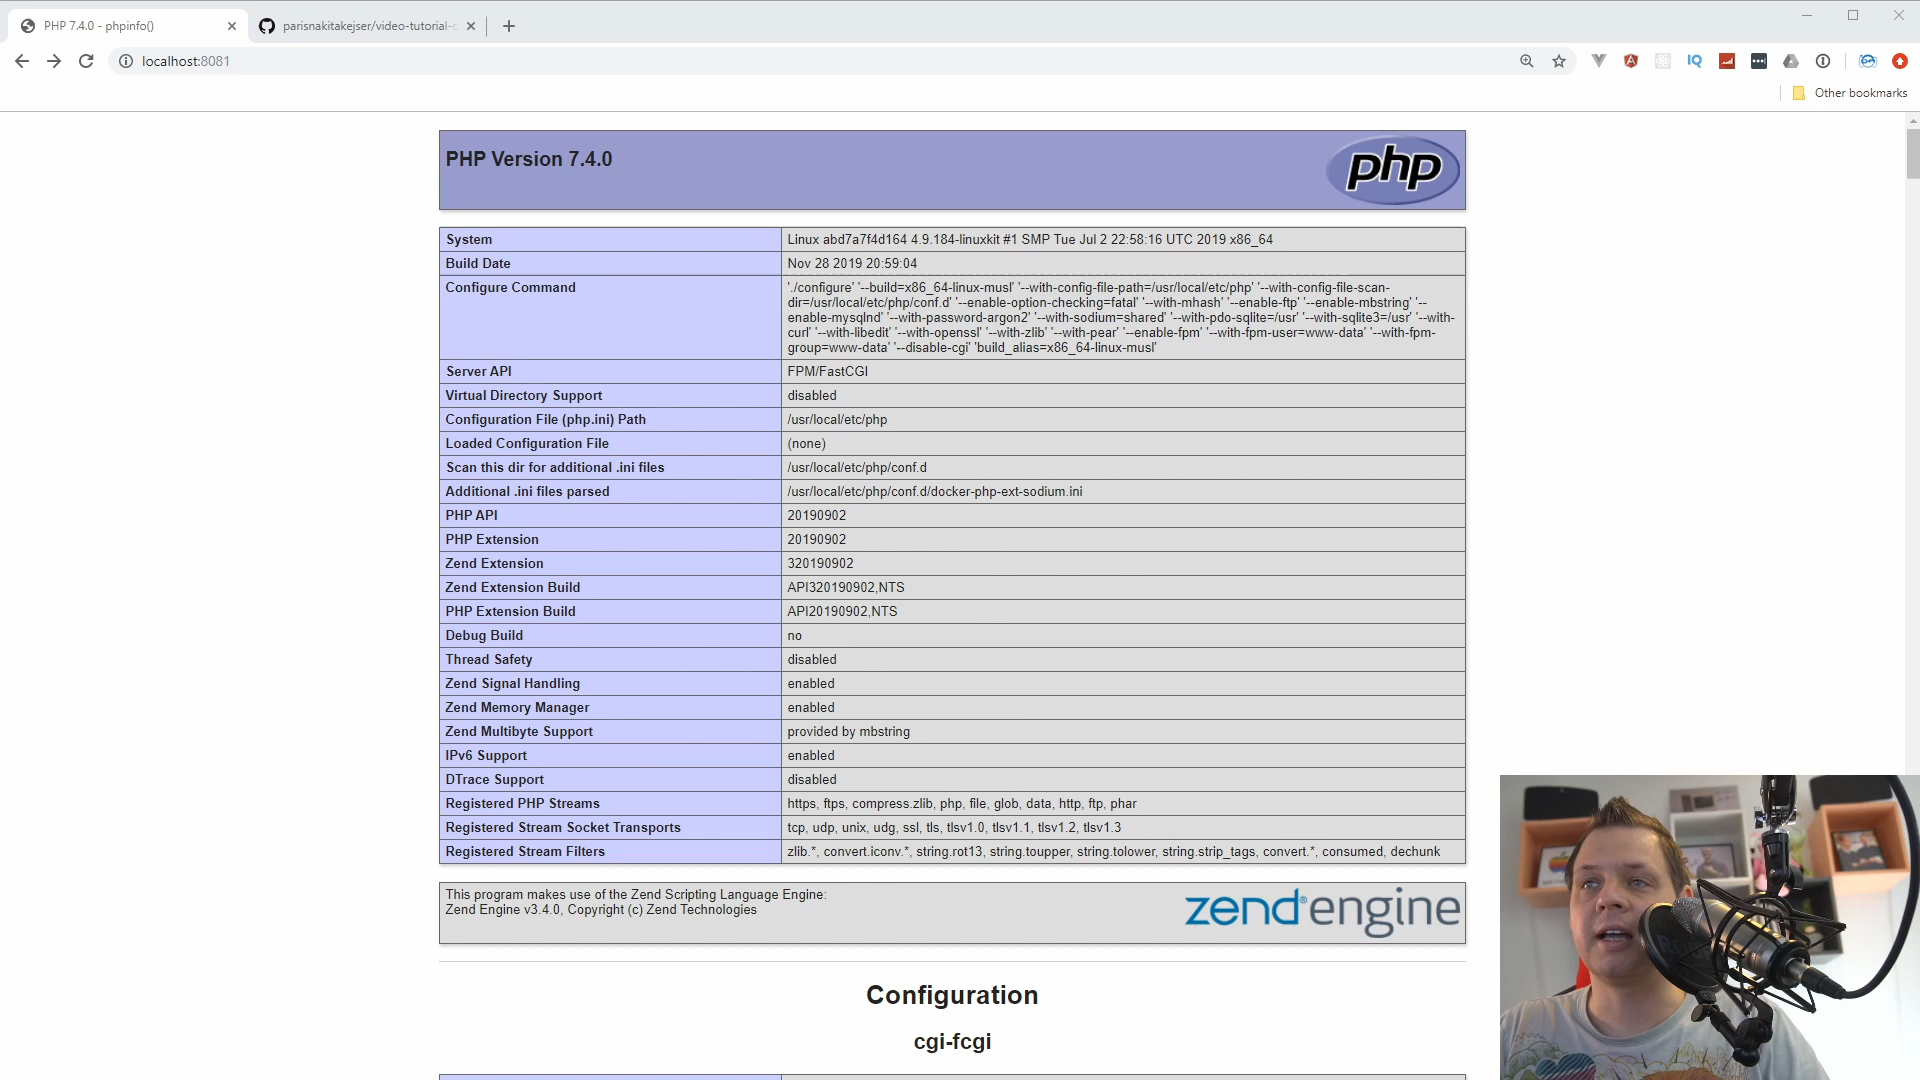 PHP 7.4.0 - phpinfo()
parisnakitakejser/video-tutorial-c
localhost:8081
IQ
Other bookmarks
PHP Version 7.4.0
php
System
Linux abd7a7f4d164 4.9.184-linuxkit #1 SMP Tue Jul 2 22:58:16 UTC 2019 x86_64
Build Date
Nov 28 2019 20:59:04
Configure Command
'./configure' '--build=x86_64-linux-musl' '--with-config-file-path=/usr/local/etc/php' '--with-config-file-scan-
dir=/usr/local/etc/php/conf.d' '--enable-option-checking=fatal' '--with-mhash' '--enable-ftp' '--enable-mbstring' '--
enable-mysqlnd' '--with-password-argon2' '--with-sodium=shared' '--with-pdo-sqlite=/usr' '--with-sqlite3=/usr' '--with-
curl' '--with-libedit' '--with-openssl' '--with-zlib' '--with-pear' '--enable-fpm' '--with-fpm-user=www-data' '--with-fpm-
group=www-data' '--disable-cgi' 'build_alias=x86_64-linux-musl'
Server API
FPM/FastCGI
Virtual Directory Support
disabled
Configuration File (php.ini) Path
/usr/local/etc/php
Loaded Configuration File
(none)
Scan this dir for additional .ini files
/usr/local/etc/php/conf.d
Additional .ini files parsed
/usr/local/etc/php/conf.d/docker-php-ext-sodium.ini
PHP API
20190902
PHP Extension
20190902
Zend Extension
320190902
Zend Extension Build
API320190902,NTS
PHP Extension Build
API20190902,NTS
Debug Build
no
Thread Safety
disabled
Zend Signal Handling
enabled
Zend Memory Manager
enabled
Zend Multibyte Support
provided by mbstring
IPv6 Support
enabled
DTrace Support
disabled
Registered PHP Streams
https, ftps, compress.zlib, php, file, glob, data, http, ftp, phar
Registered Stream Socket Transports
tcp, udp, unix, udg, ssl, tls, tlsv1.0, tlsv1.1, tlsv1.2, tlsv1.3
Registered Stream Filters
zlib.*, convert.iconv.*, string.rot13, string.toupper, string.tolower, string.strip_tags, convert.*, consumed, dechunk
This program makes use of the Zend Scripting Language Engine:
Zend Engine v3.4.0, Copyright (c) Zend Technologies
zend® engine
Configuration
cgi-fcgi